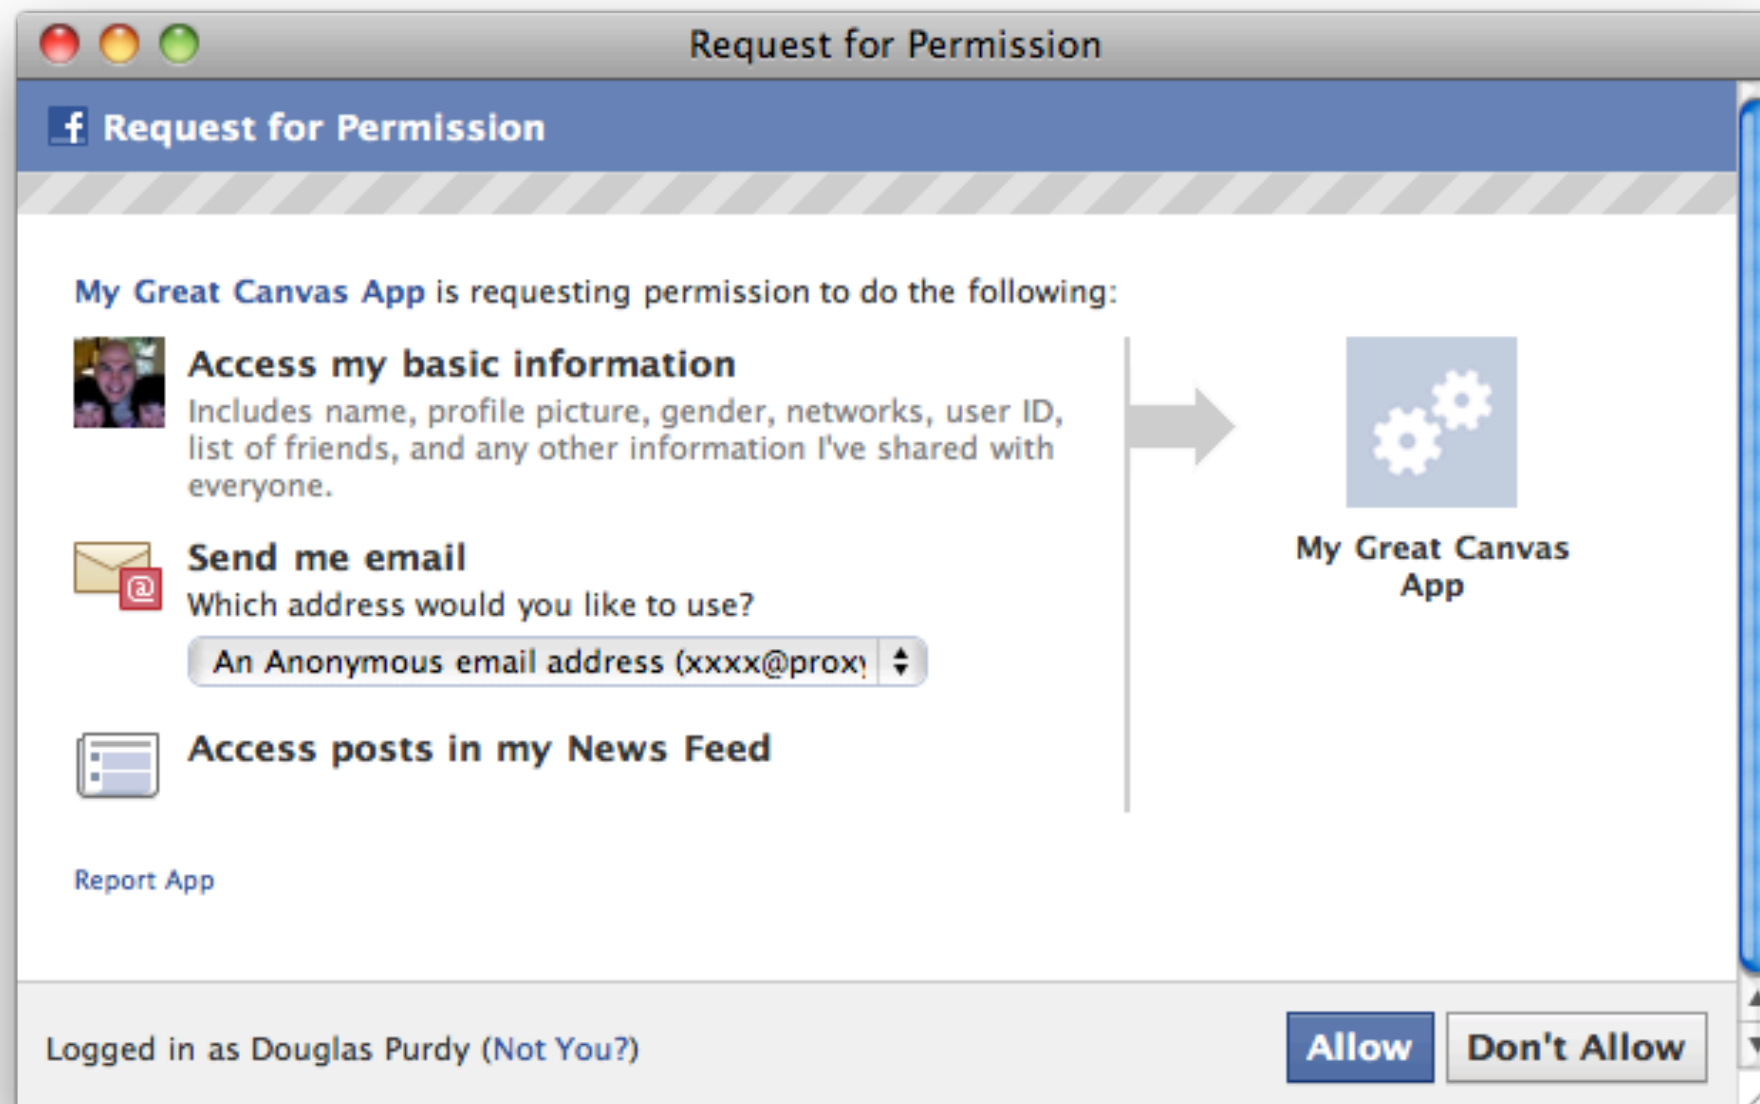 Request for Permission
f Request for Permission
My Great Canvas App is requesting permission to do the following:
Access my basic information
Includes name, profile picture, gender, networks, user ID,
list of friends, and any other information I've shared with
everyone.
Send me email
@
Which address would you like to use?
An Anonymous email address (xxxx@proxy
Access posts in my News Feed
My Great Canvas
App
Report App
Logged in as Douglas Purdy (Not You?)
Allow
Don't Allow